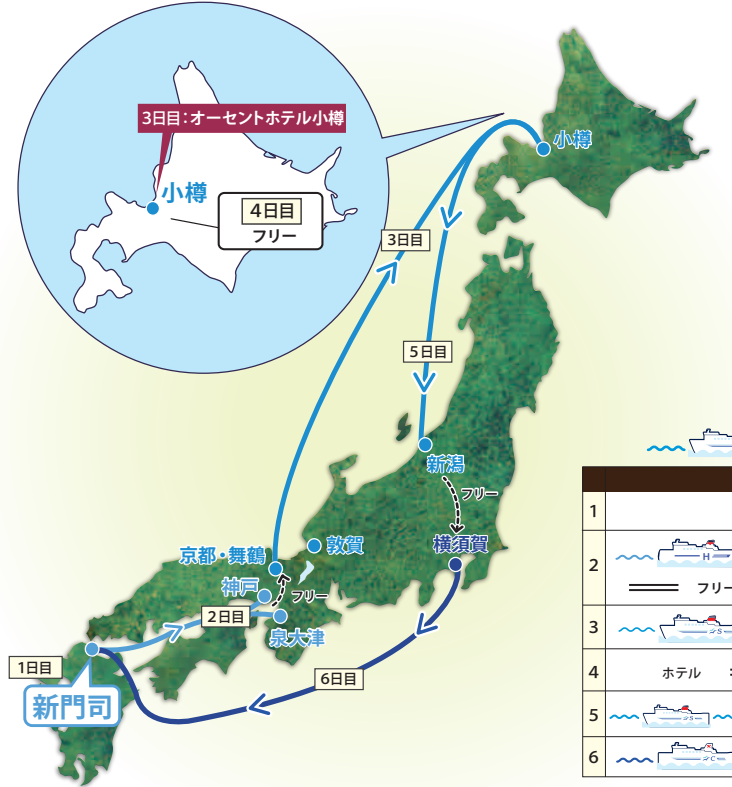 3日目：オーセントホテル小樽
小樽
4日目
フリー
小樽
3日目
5日目
新潟
フリー
京都・舞鶴
敦賀
横須賀
神戸
フリー
2日目
泉大津
1日目
新門司
6日目
1
2
H
フリー
3
S
4
ホテル
5
S
6
C